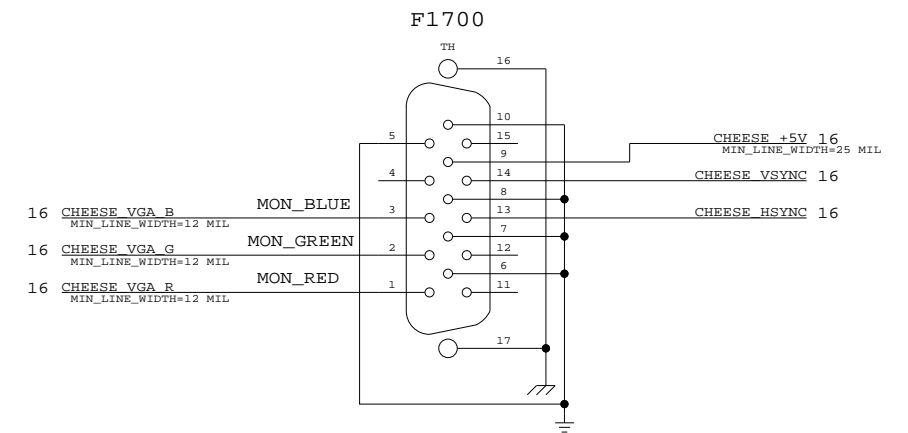 F1700
TH
16
10
5
15
CHEESE_+5V 16
9
MIN_LINE_WIDTH=25 MIL
4
14
CHEESE_VSYNC 16
8
MON_BLUE
16 CHEESE_VGA_B
3
13
CHEESE_HSYNC 16
MIN_LINE_WIDTH=12 MIL
7
MON_GREEN
16 CHEESE_VGA_G
2
12
MIN_LINE_WIDTH=12 MIL
6
MON_RED
16 CHEESE_VGA_R
1
11
MIN_LINE_WIDTH=12 MIL
17